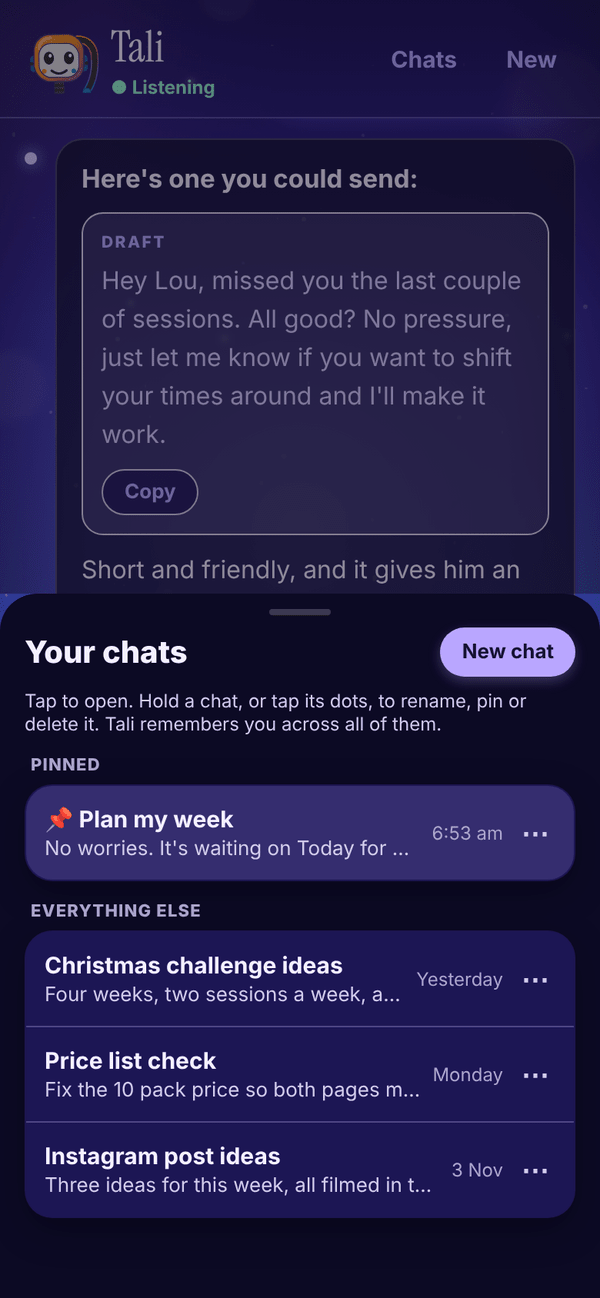 Tali
Listening
Chats
New
Here's one you could send:
DRAFT
Hey Lou, missed you the last couple
of sessions. All good? No pressure,
just let me know if you want to shift
your times around and I'll make it
work.
Copy
Short and friendly, and it gives him an
Your chats
New chat
Tap to open. Hold a chat, or tap its dots, to rename, pin or
delete it. Tali remembers you across all of them.
PINNED
📌 Plan my week
No worries. It's waiting on Today for ...
6:53 am
EVERYTHING ELSE
Christmas challenge ideas
Four weeks, two sessions a week, a...
Yesterday
Price list check
Fix the 10 pack price so both pages m...
Monday
Instagram post ideas
Three ideas for this week, all filmed in t...
3 Nov